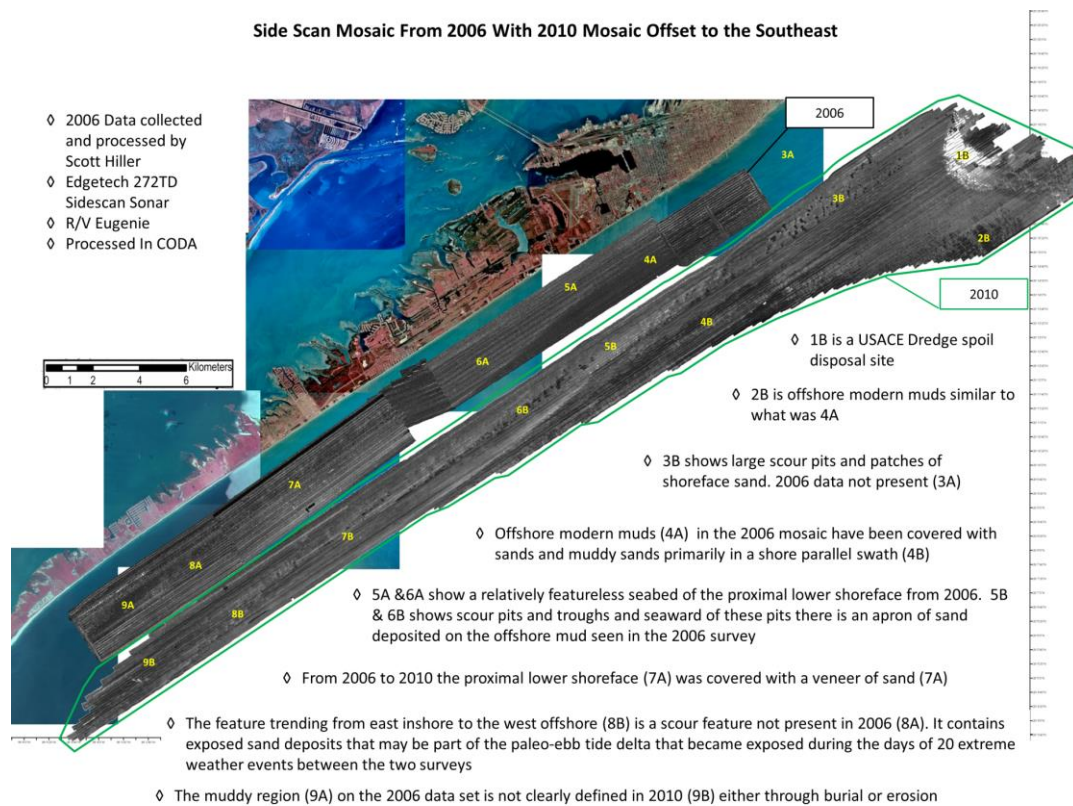 Side Scan Mosaic From 2006 With 2010 Mosaic Offset to the Southeast
◊ 2006 Data collected
and processed by
Scott Hiller
◊ Edgetech 272TD
Sidescan Sonar
◊ R/V Eugenie
◊ Processed In CODA
2006
3A
1B
3B
2B
4A
5A
2010
4B
5B
6A
6B
Kilometers
0 1 2 4 6
7A
7B
8A
9A
8B
9B
◊ 1B is a USACE Dredge spoil
disposal site
◊ 2B is offshore modern muds similar to
what was 4A
◊ 3B shows large scour pits and patches of
shoreface sand. 2006 data not present (3A)
◊ Offshore modern muds (4A) in the 2006 mosaic have been covered with
sands and muddy sands primarily in a shore parallel swath (4B)
◊ 5A &6A show a relatively featureless seabed of the proximal lower shoreface from 2006. 5B
& 6B shows scour pits and troughs and seaward of these pits there is an apron of sand
deposited on the offshore mud seen in the 2006 survey
◊ From 2006 to 2010 the proximal lower shoreface (7A) was covered with a veneer of sand (7A)
◊ The feature trending from east inshore to the west offshore (8B) is a scour feature not present in 2006 (8A). It contains
exposed sand deposits that may be part of the paleo-ebb tide delta that became exposed during the days of 20 extreme
weather events between the two surveys
◊ The muddy region (9A) on the 2006 data set is not clearly defined in 2010 (9B) either through burial or erosion